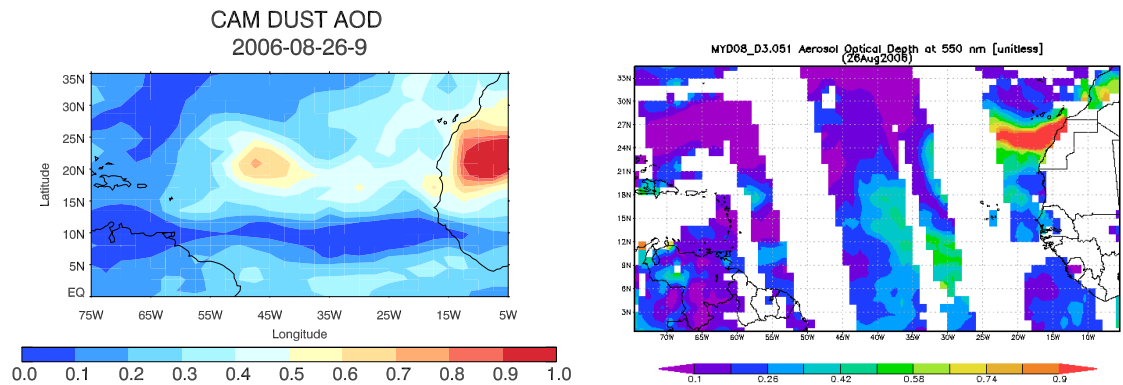 CAM DUST AOD
2006-08-26-9
35N
30N
25N
20N
15N
10N
5N
EQ
Latitude
75W 65W 55W 45W 35W 25W 15W 5W
Longitude
0.0 0.1 0.2 0.3 0.4 0.5 0.6 0.7 0.8 0.9 1.0
MYD08_D3.051 Aerosol Optical Depth at 550 nm [unitless]
(26Aug2006)
33N
30N
27N
24N
21N
18N
15N
12N
9N
6N
3N
70W 65W 60W 55W 50W 45W 40W 35W 30W 25W 20W 15W 10W
0.1 0.26 0.42 0.58 0.74 0.9